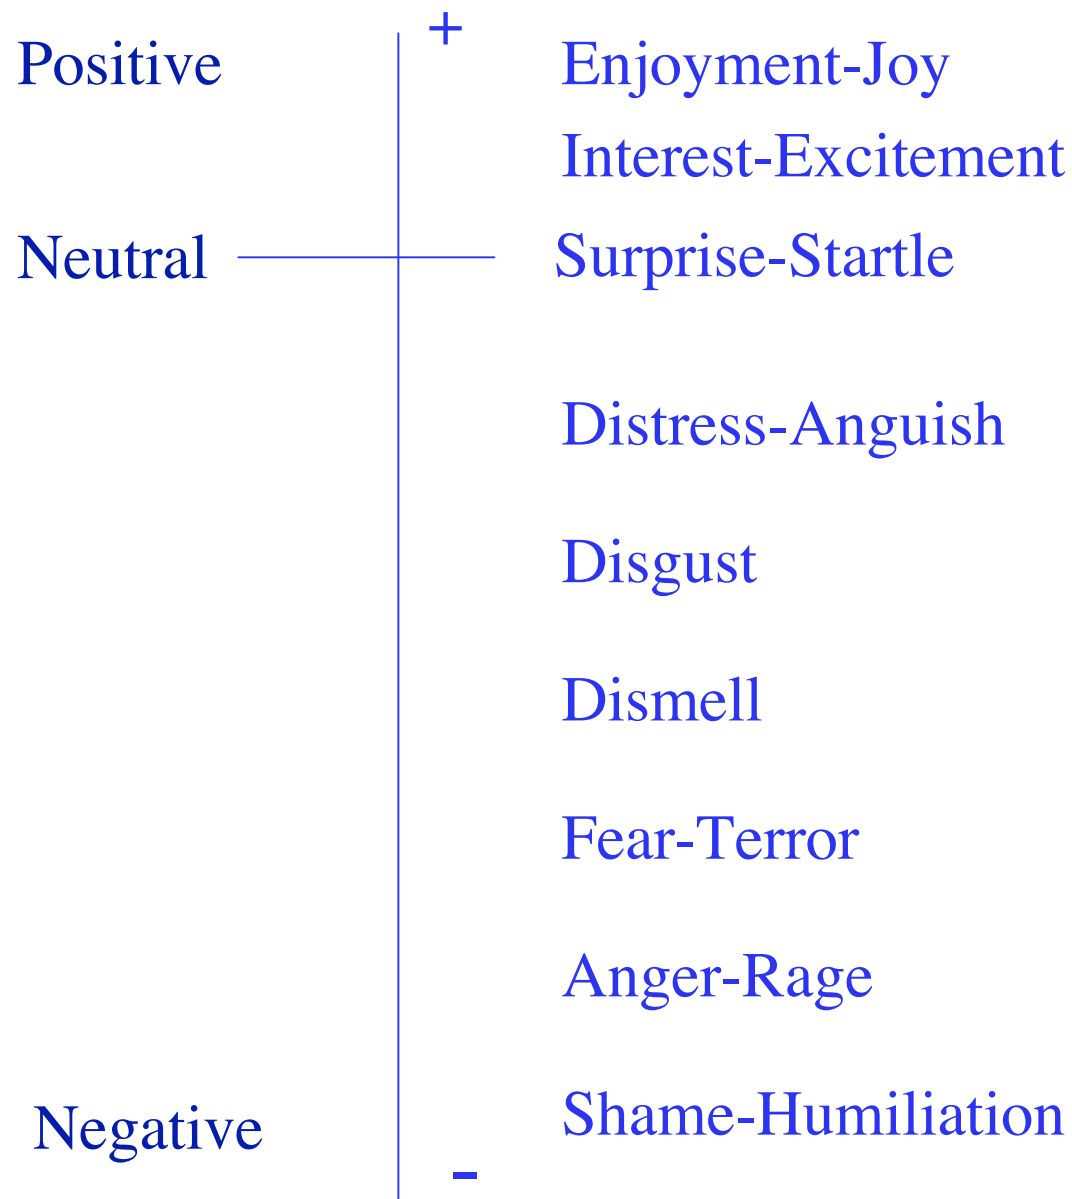 +
Positive Enjoyment-Joy
Interest-Excitement
Neutral Surprise-Startle
Distress-Anguish
Disgust
Dismell
Fear-Terror
Anger-Rage
Negative Shame-Humiliation
-